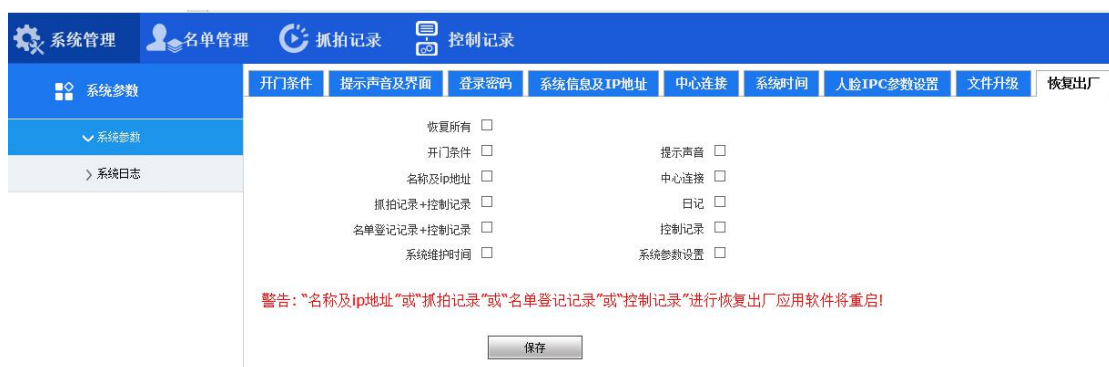 系统管理 名单管理 抓拍记录 控制记录
系统参数 开门条件 提示声音及界面 登录密码 系统信息及IP地址 中心连接 系统时间 人脸IPC参数设置 文件升级 恢复出厂
恢复所有
系统参数
开门条件 提示声音
系统日志
名称及ip地址 中心连接
抓拍记录+控制记录 日记
名单登记记录+控制记录 控制记录
系统维护时间 系统参数设置
警告:“名称及ip地址”或“抓拍记录”或“名单登记记录”或“控制记录”进行恢复出厂应用软件将重启!
保存